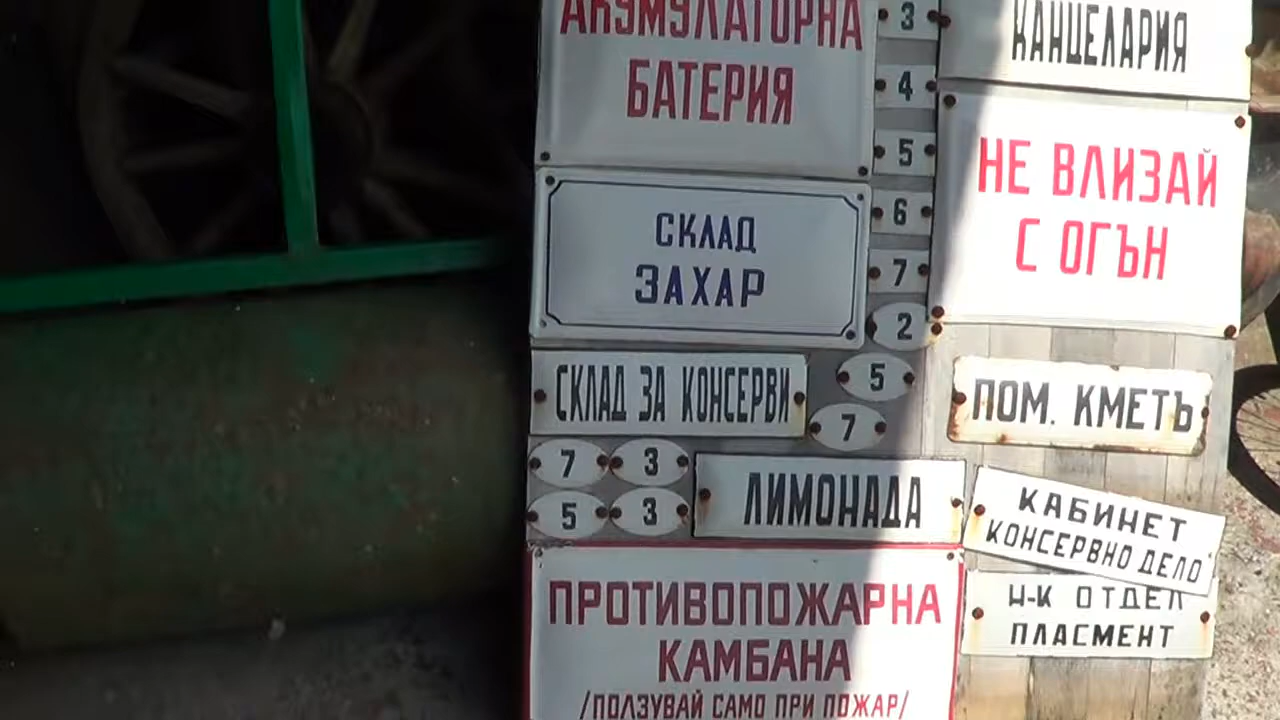 АКУМУЛАТОРНА
БАТЕРИЯ
СКЛАД
ЗАХАР
СКЛАД ЗА КОНСЕРВИ
7 3
5 3
ЛИМОНАДА
ПРОТИВОПОЖАРНА
КАМБАНА
/ПОЛЗУВАЙ САМО ПРИ ПОЖАР/
3
4
5
6
7
2
5
7
КАНЦЕЛАРИЯ
НЕ ВЛИЗАЙ
С ОГЪН
ПОМ. КМЕТЪ
КАБИНЕТ
КОНСЕРВНО ДЕЛО
Н-К ОТДЕЛ
ПЛАСМЕНТ